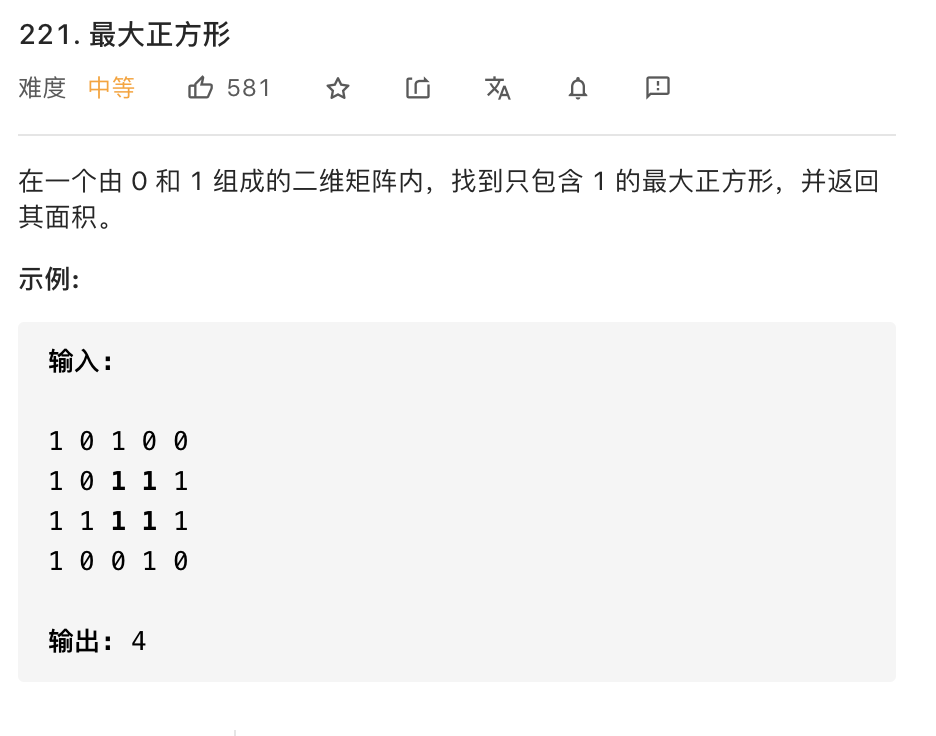 221. 最大正方形
难度 中等 581
在一个由 0 和 1 组成的二维矩阵内，找到只包含 1 的最大正方形，并返回
其面积。
示例:
输入:
1 0 1 0 0
1 0 1 1 1
1 1 1 1 1
1 0 0 1 0
输出: 4